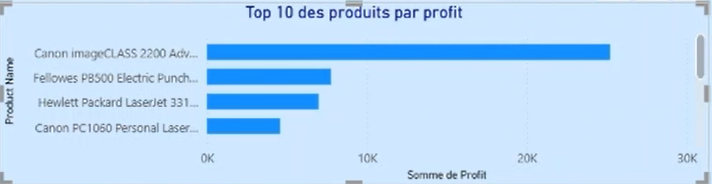 Top 10 des produits par profit
Product Name
Canon imageCLASS 2200 Adv...
Fellowes PB500 Electric Punch...
Hewlett Packard LaserJet 331...
Canon PC1060 Personal Laser...
0K 10K 20K 30K
Somme de Profit